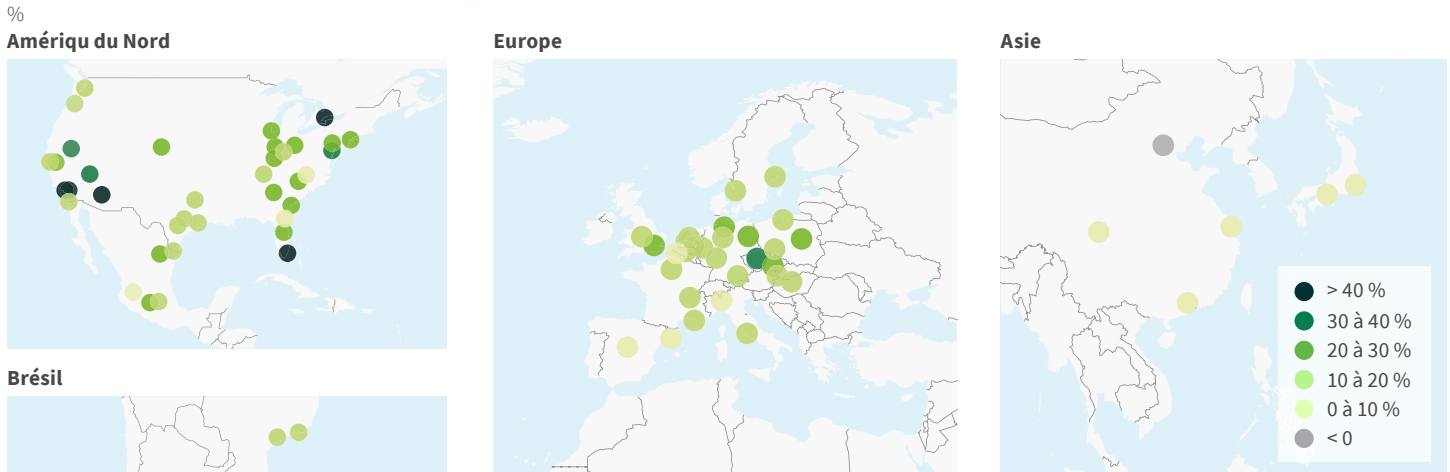 %
Amériqu du Nord
Europe
Asie
Brésil
> 40 %
30 à 40 %
20 à 30 %
10 à 20 %
0 à 10 %
< 0